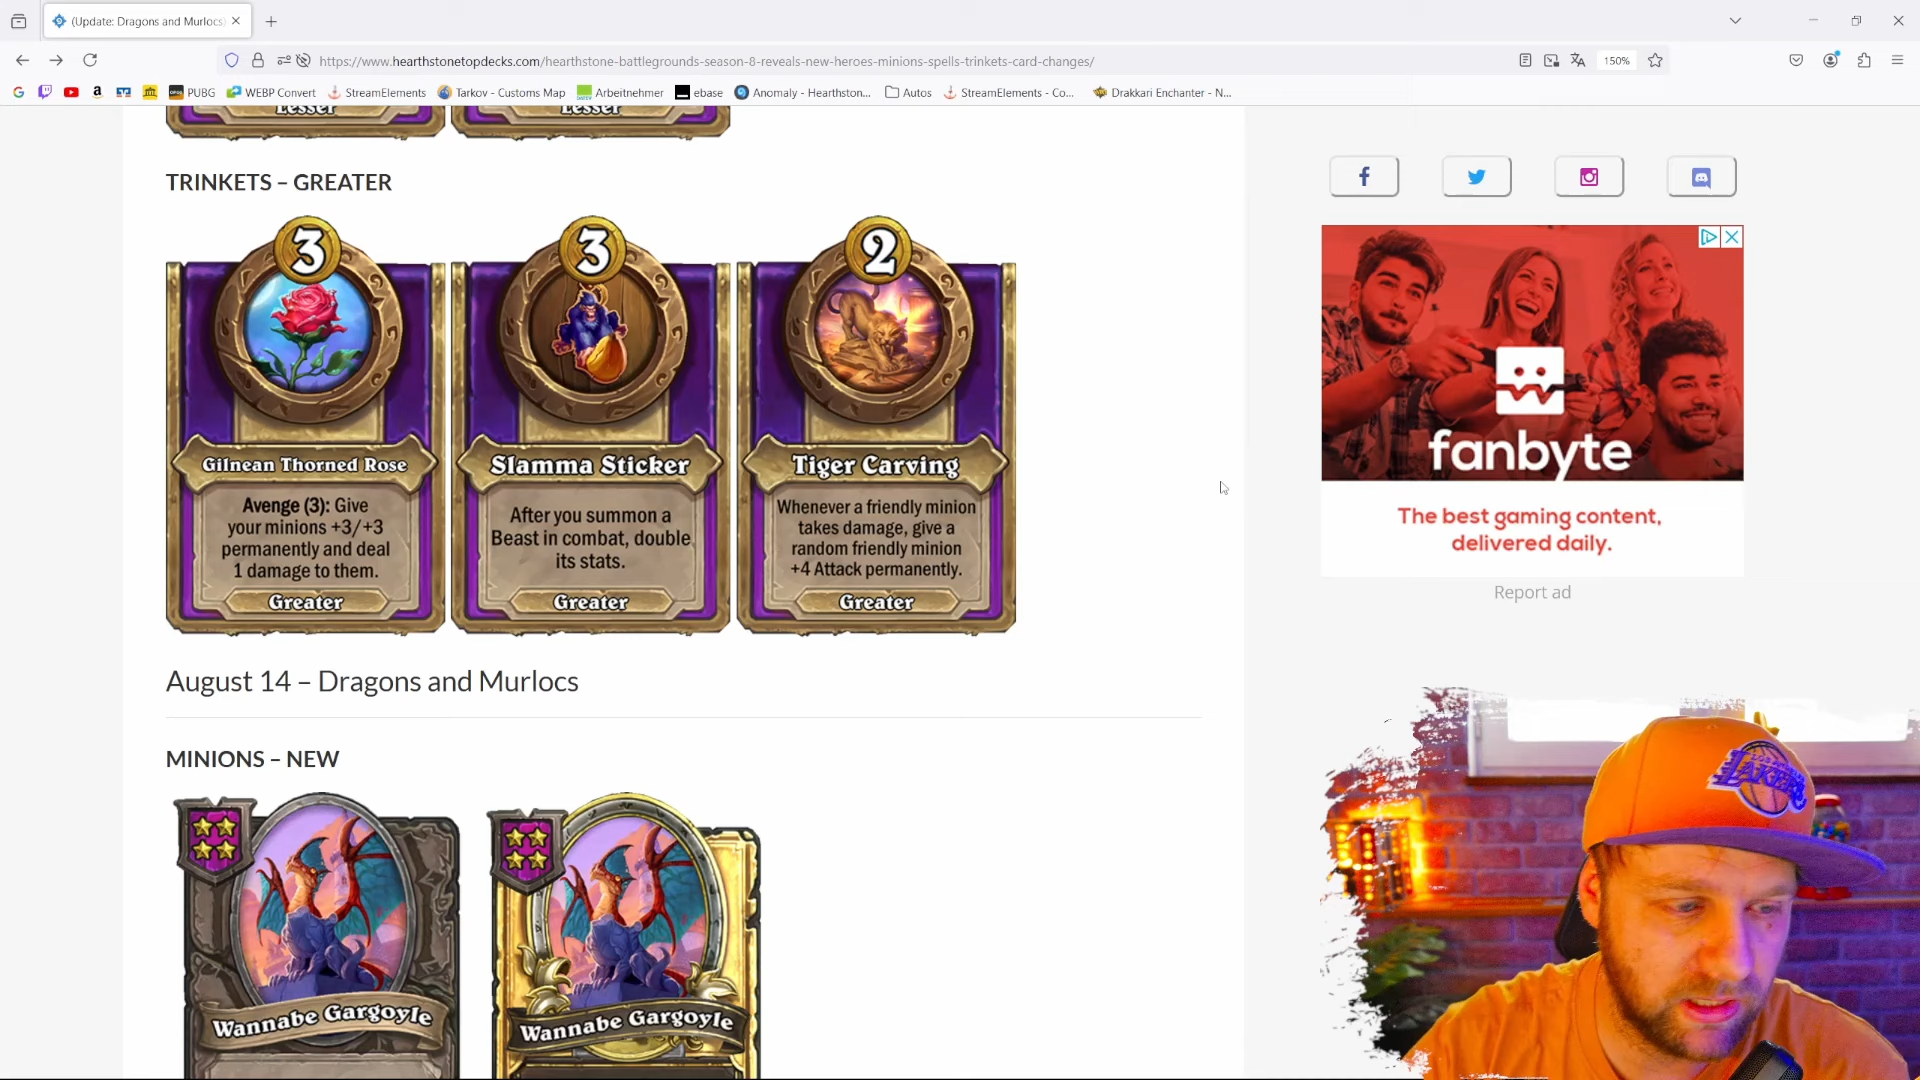 (Update: Dragons and Murlocs)
https://www.hearthstonetopdecks.com/hearthstone-battlegrounds-season-8-reveals-new-heroes-minions-spells-trinkets-card-changes/
150%
PUBG
WEBP Convert
StreamElements
Tarkov - Customs Map
Arbeitnehmer
ebase
Anomaly - Hearthston...
Autos
StreamElements - Co...
Drakkari Enchanter - N...
Lesser
Lesser
TRINKETS – GREATER
3
3
2
Gilnean Thorned Rose
Avenge (3): Give
your minions +3/+3
permanently and deal
1 damage to them.
Greater
Slamma Sticker
After you summon a
Beast in combat, double
its stats.
Greater
Tiger Carving
Whenever a friendly minion
takes damage, give a
random friendly minion
+4 Attack permanently.
Greater
August 14 – Dragons and Murlocs
MINIONS – NEW
Wannabe Gargoyle
Wannabe Gargoyle
fanbyte
The best gaming content,
delivered daily.
Report ad
LAKERS